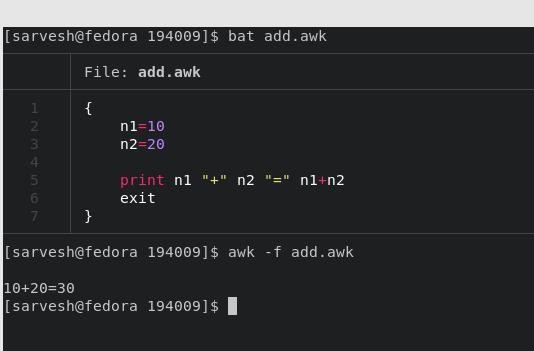 [sarvesh@fedora 194009]$ bat add.awk
File: add.awk
1 {
2 n1=10
3 n2=20
4
5 print n1 "+" n2 "=" n1+n2
6 exit
7 }
[sarvesh@fedora 194009]$ awk -f add.awk
10+20=30
[sarvesh@fedora 194009]$